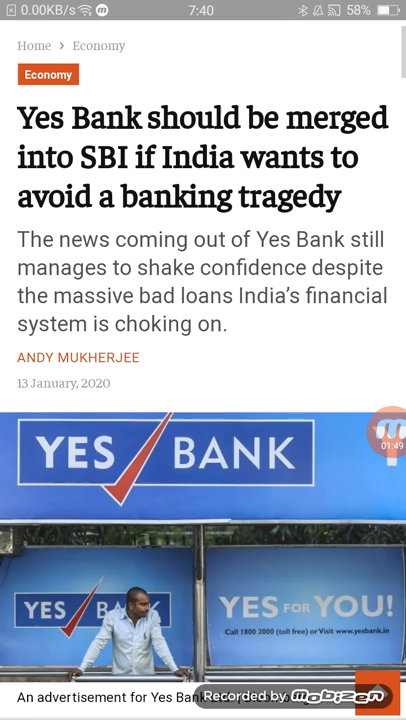 0.00KB/s 7:40 58%
Home > Economy
Economy
Yes Bank should be merged
into SBI if India wants to
avoid a banking tragedy
The news coming out of Yes Bank still
manages to shake confidence despite
the massive bad loans India's financial
system is choking on.
ANDY MUKHERJEE
13 January, 2020
YES BANK
01:49
YES BANK
YES FOR YOU!
Call 1800 2000 (toll free) or Visit www.yesbank.in
An advertisement for Yes Bank
Recorded by mobizen